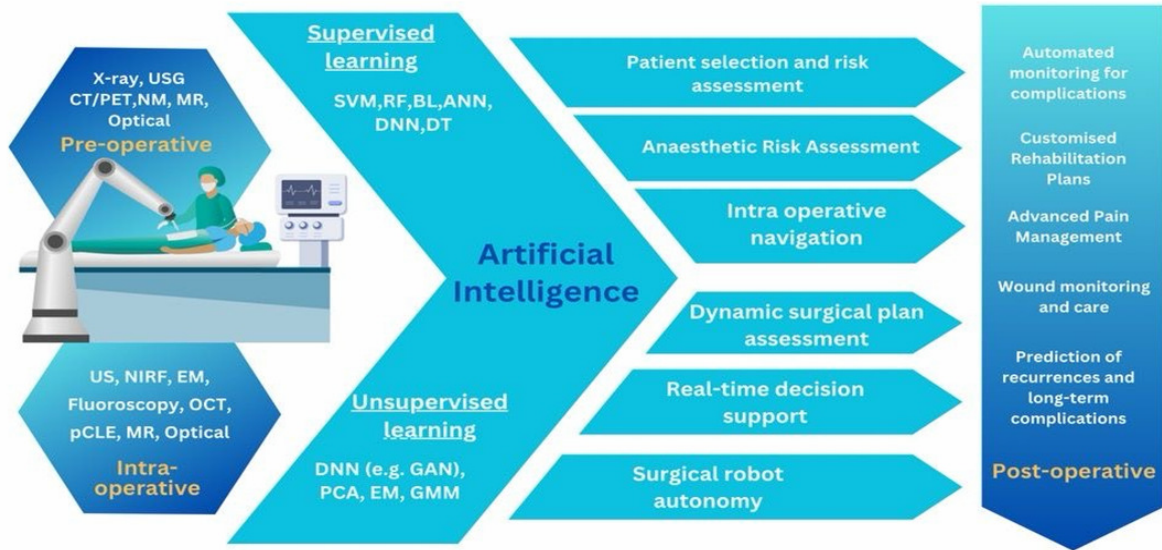 X-ray, USG
CT/PET,NM, MR,
Optical
Pre-operative
US, NIRF, EM,
Fluoroscopy, OCT,
pCLE, MR, Optical
Intra-
operative
Supervised
learning
SVM,RF,BL,ANN,
DNN,DT
Artificial
Intelligence
Unsupervised
learning
DNN (e.g. GAN),
PCA, EM, GMM
Patient selection and risk
assessment
Anaesthetic Risk Assessment
Intra operative
navigation
Dynamic surgical plan
assessment
Real-time decision
support
Surgical robot
autonomy
Automated
monitoring for
complications
Customised
Rehabilitation
Plans
Advanced Pain
Management
Wound monitoring
and care
Prediction of
recurrences and
long-term
complications
Post-operative